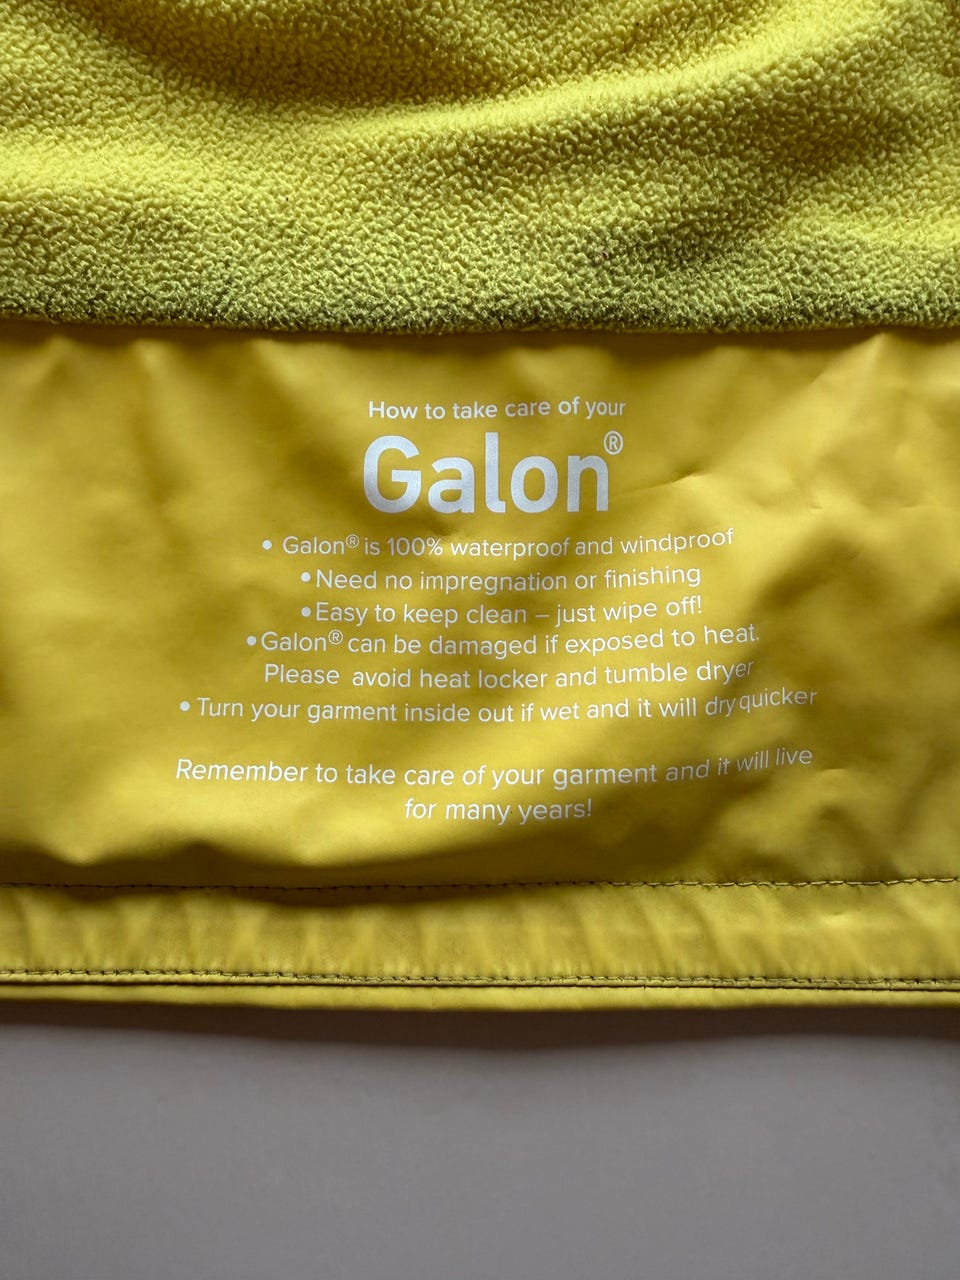 How to take care of your
Galon®
• Galon® is 100% waterproof and windproof
• Need no impregnation or finishing
• Easy to keep clean – just wipe off!
• Galon® can be damaged if exposed to heat.
Please avoid heat locker and tumble dryer
• Turn your garment inside out if wet and it will dry quicker
Remember to take care of your garment and it will live
for many years!